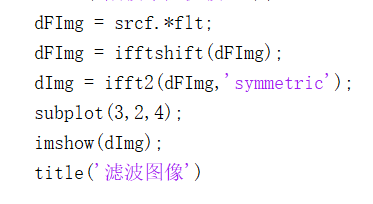 dFImg = srcf.*flt;
dFImg = ifftshift(dFImg);
dImg = ifft2(dFImg,'symmetric');
subplot(3,2,4);
imshow(dImg);
title('滤波图像')